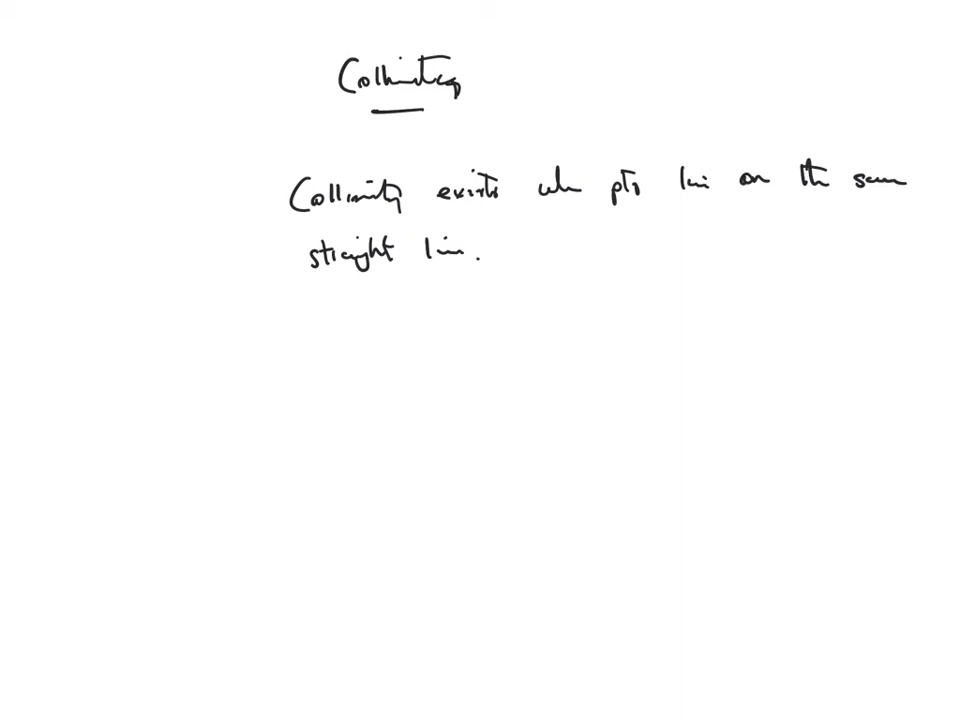 Collinearity
Collinearity exists when pts lie on the same
straight line.